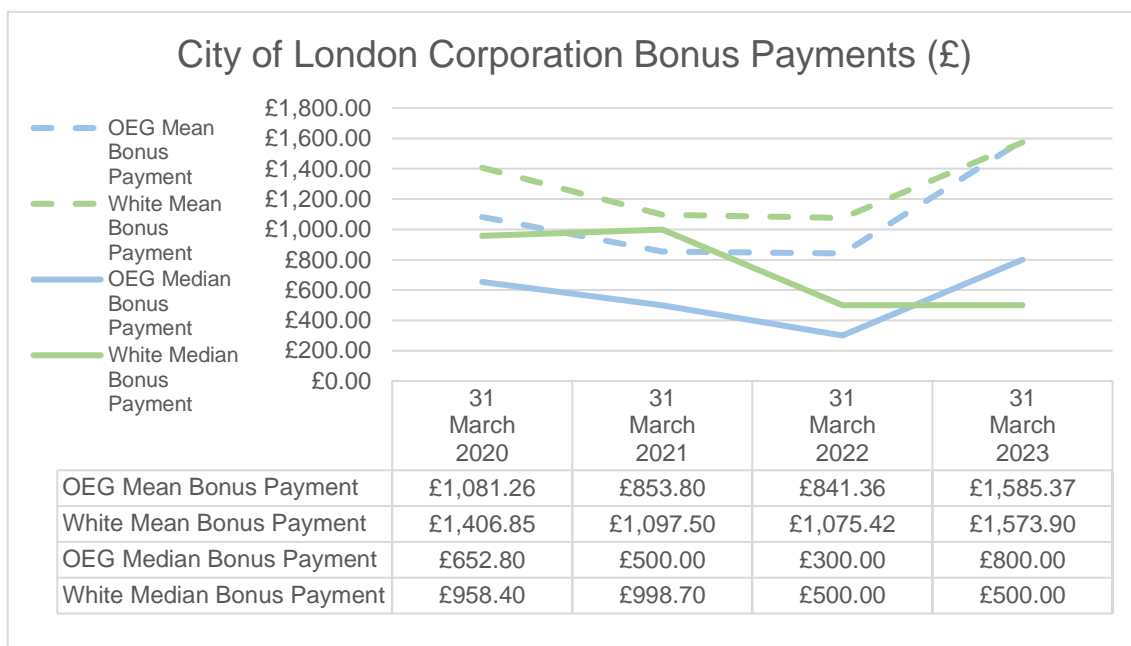 City of London Corporation Bonus Payments (£)
OEG Mean
Bonus
Payment
White Mean
Bonus
Payment
OEG Median
Bonus
Payment
White Median
Bonus
Payment
£1,800.00
£1,600.00
£1,400.00
£1,200.00
£1,000.00
£800.00
£600.00
£400.00
£200.00
£0.00
31
March
2020
31
March
2021
31
March
2022
31
March
2023
OEG Mean Bonus Payment £1,081.26 £853.80 £841.36 £1,585.37
White Mean Bonus Payment £1,406.85 £1,097.50 £1,075.42 £1,573.90
OEG Median Bonus Payment £652.80 £500.00 £300.00 £800.00
White Median Bonus Payment £958.40 £998.70 £500.00 £500.00